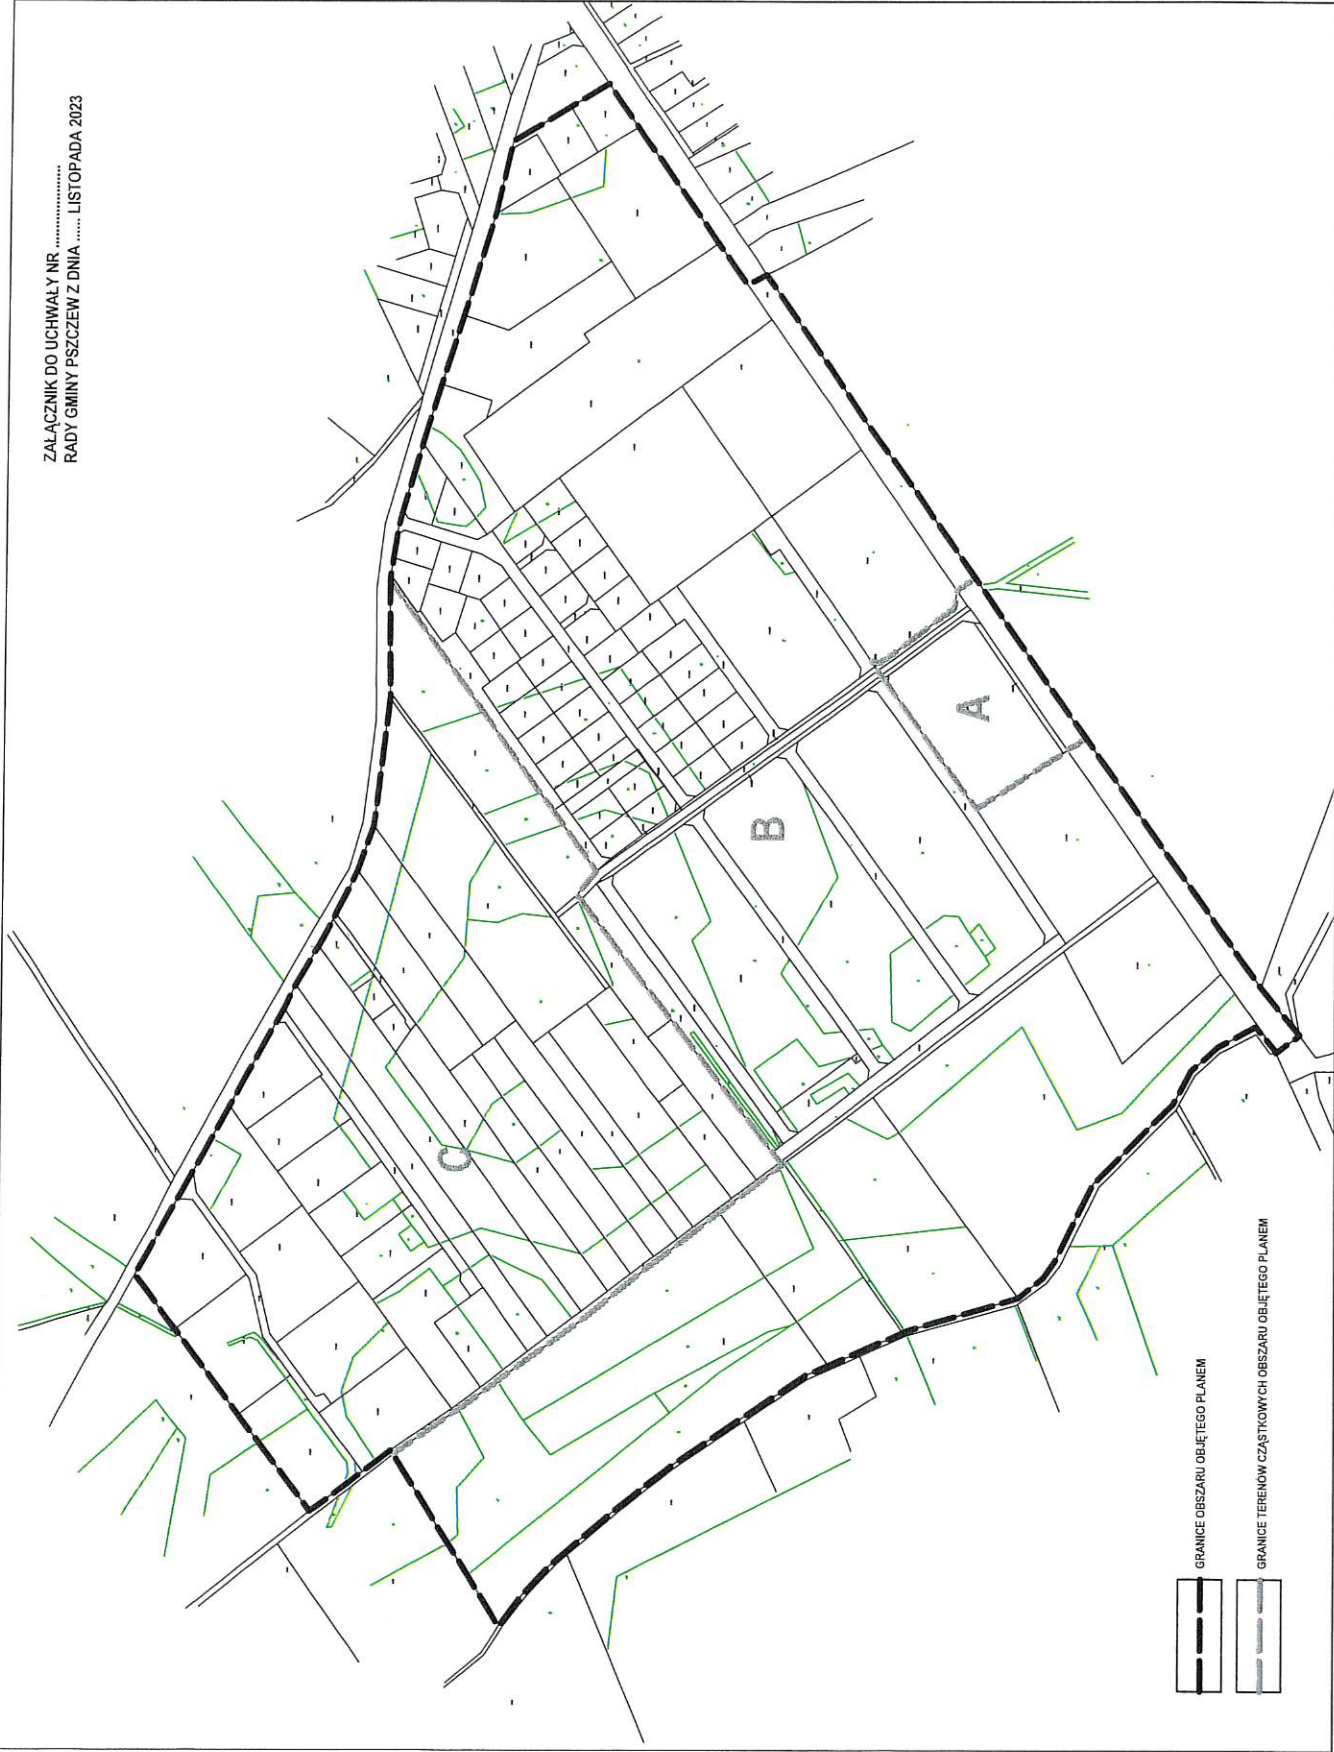 ZAŁĄCZNIK DO UCHWAŁY NR ........................
RADY GMINY PSZCZEW Z DNIA ...... LISTOPADA 2023
A
B
C
GRANICE OBSZARU OBJĘTEGO PLANEM
GRANICE TERENÓW CZĄSTKOWYCH OBSZARU OBJĘTEGO PLANEM